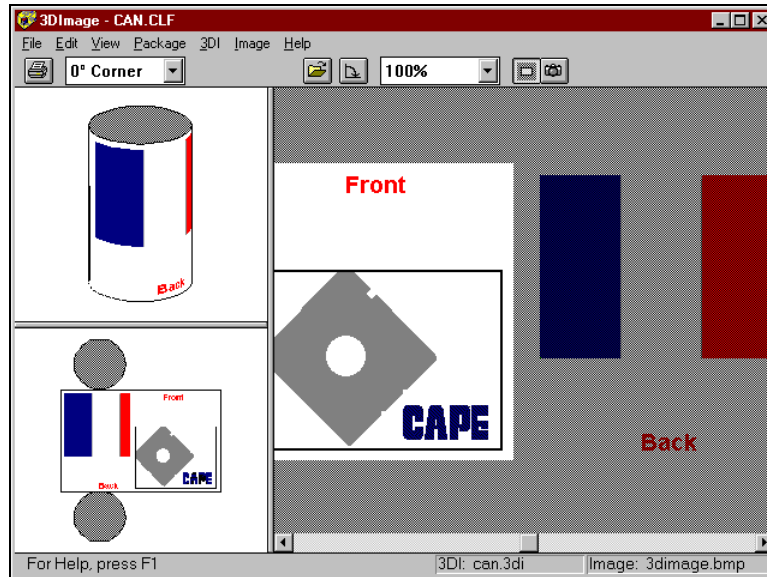 3DImage - CAN.CLF
File Edit View Package 3DI Image Help
0° Corner
100%
Back
Front
CAPE
Back
Front
CAPE
Back
For Help, press F1
3DI: can.3di
Image: 3dimage.bmp